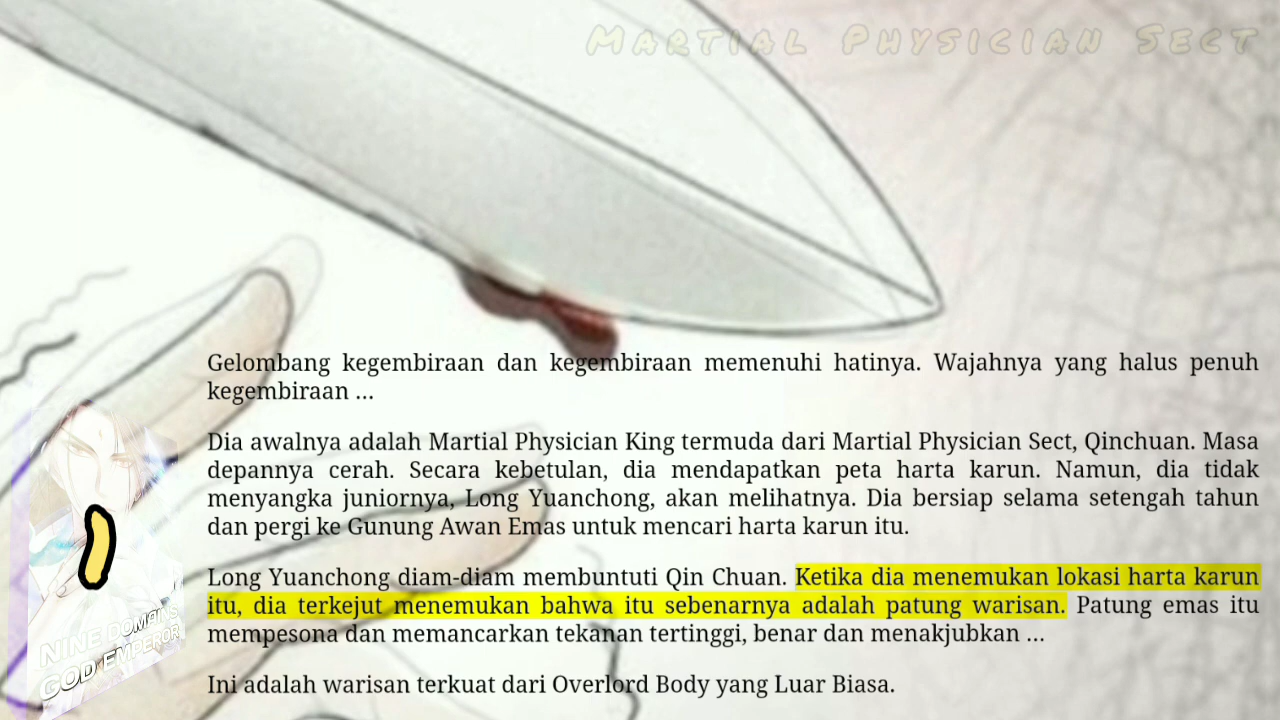 MARTIAL PHYSICIAN SECT
Gelombang kegembiraan dan kegembiraan memenuhi hatinya. Wajahnya yang halus penuh
kegembiraan ...
Dia awalnya adalah Martial Physician King termuda dari Martial Physician Sect, Qinchuan. Masa
depannya cerah. Secara kebetulan, dia mendapatkan peta harta karun. Namun, dia tidak
menyangka juniornya, Long Yuanchong, akan melihatnya. Dia bersiap selama setengah tahun
dan pergi ke Gunung Awan Emas untuk mencari harta karun itu.
Long Yuanchong diam-diam membuntuti Qin Chuan. Ketika dia menemukan lokasi harta karun
itu, dia terkejut menemukan bahwa itu sebenarnya adalah patung warisan. Patung emas itu
mempesona dan memancarkan tekanan tertinggi, benar dan menakjubkan ...
Ini adalah warisan terkuat dari Overlord Body yang Luar Biasa.
NINE DOMAINS
GOD EMPEROR